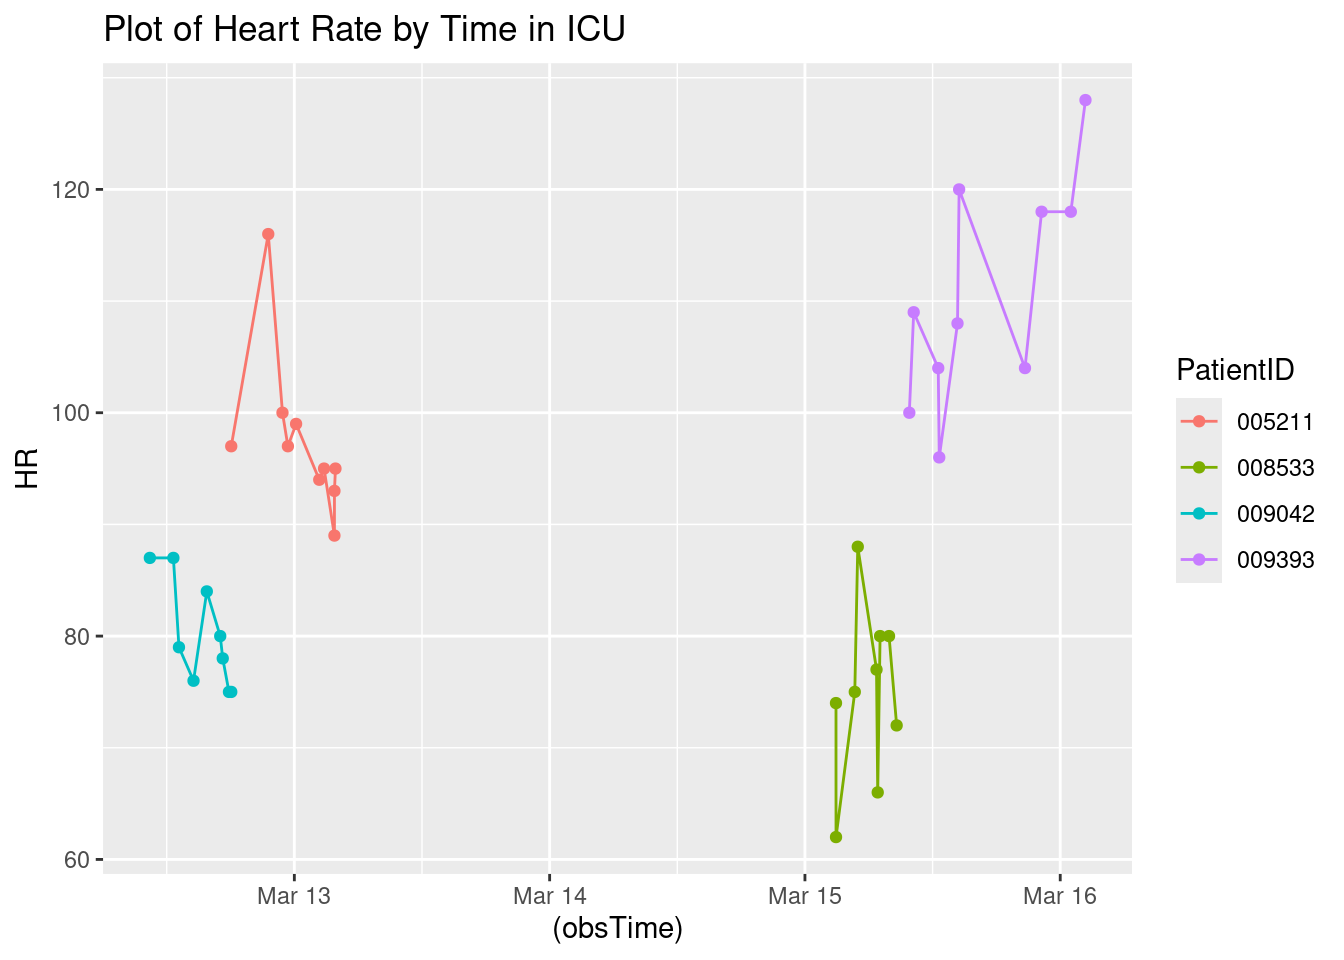 Plot of Heart Rate by Time in ICU
120
100
80
60
HR
Mar 13
Mar 14
Mar 15
Mar 16
(obsTime)
PatientID
005211
008533
009042
009393